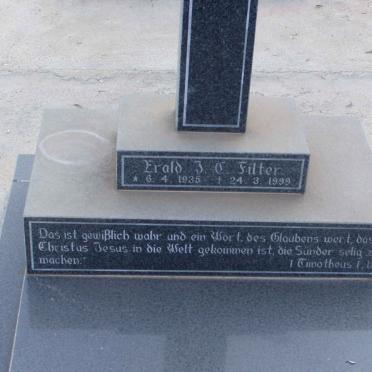 Erald J. C. Filter
* 6. 4. 1935 † 24. 3. 1999
Das ist gewißlich wahr und ein Wort, des Glaubens wert, das
Christus Jesus in die Welt gekommen ist, die Sünder selig
machen." 1 Timotheus 1,